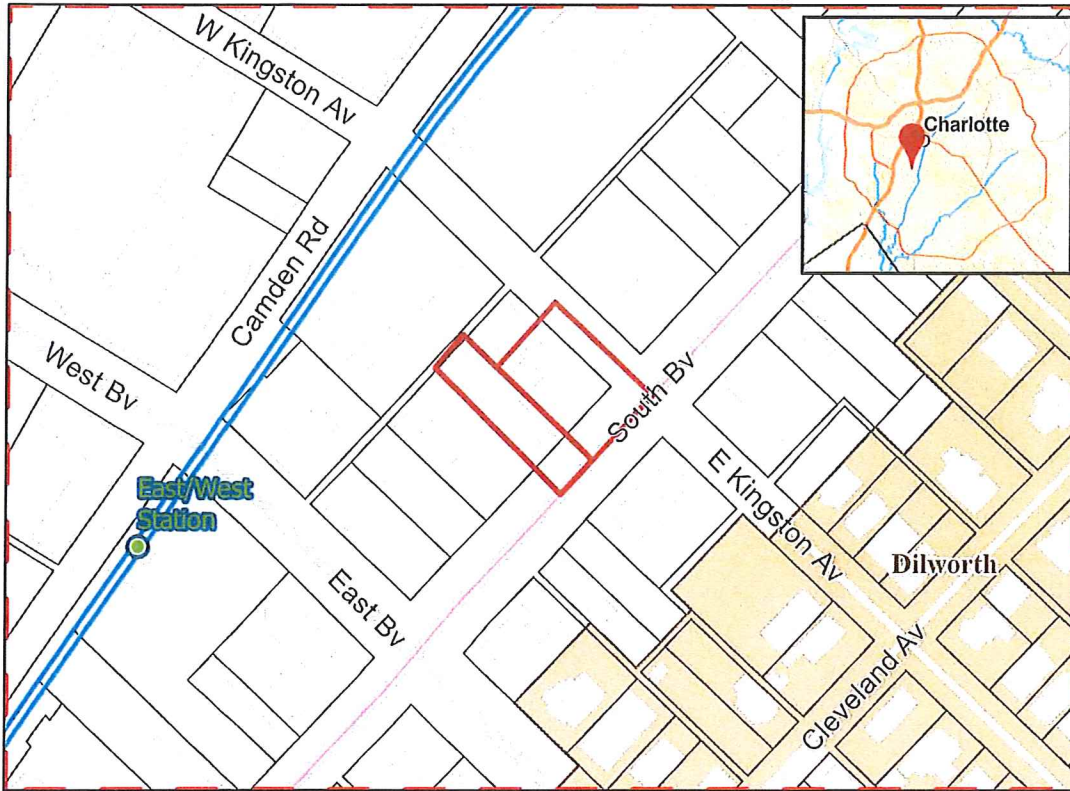 W Kingston Av
Charlotte
Camden Rd
West Bv
South Bv
East/West
Station
E Kingston Av
Dilworth
East Bv
Cleveland Av